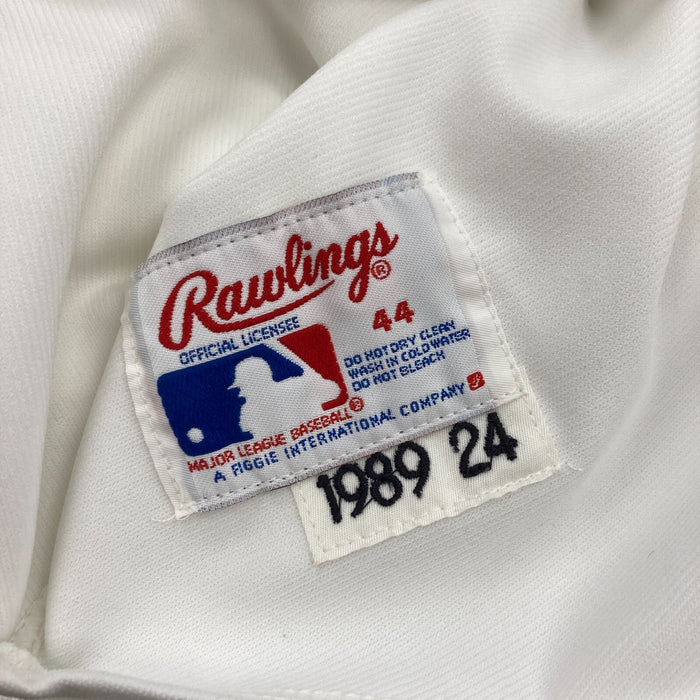 Rawlings®
44
OFFICIAL LICENSEE
DO NOT DRY CLEAN
WASH IN COLD WATER
DO NOT BLEACH
MAJOR LEAGUE BASEBALL®
A FIGGIE INTERNATIONAL COMPANY
1989 24